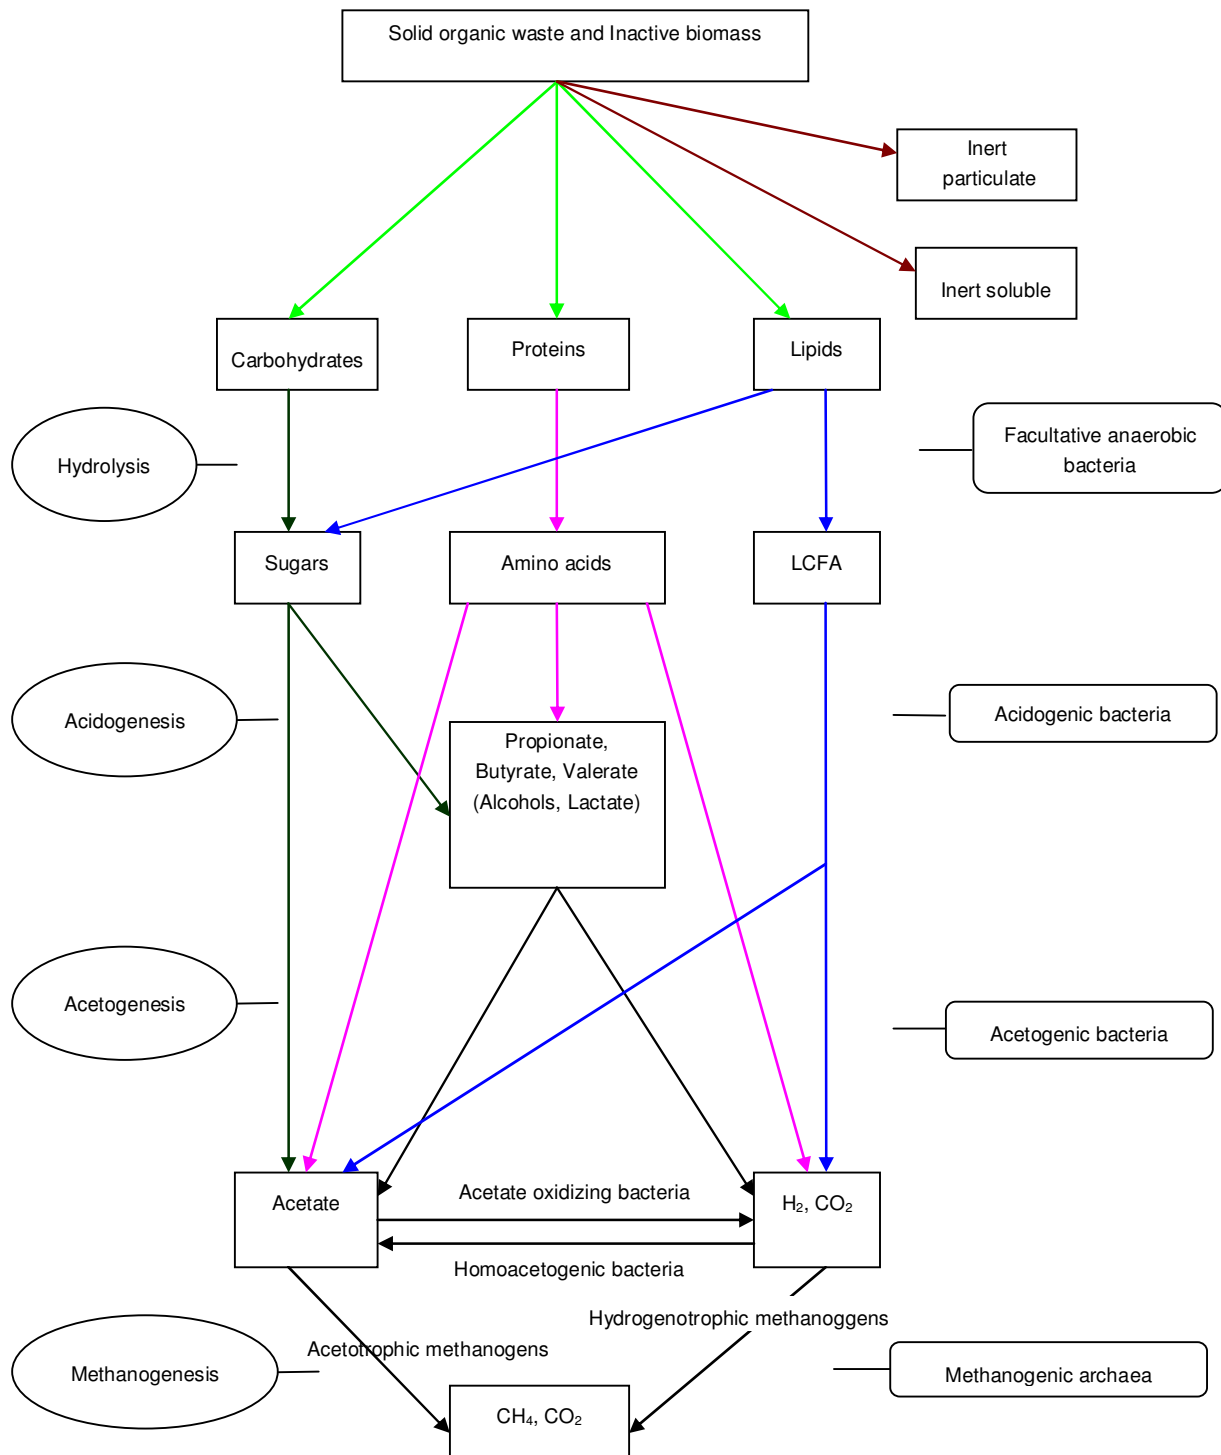 Solid organic waste and Inactive biomass
Inert
particulate
Inert soluble
Carbohydrates
Proteins
Lipids
Hydrolysis
Facultative anaerobic
bacteria
Sugars
Amino acids
LCFA
Acidogenesis
Acidogenic bacteria
Propionate,
Butyrate, Valerate
(Alcohols, Lactate)
Acetogenesis
Acetogenic bacteria
Acetate
Acetate oxidizing bacteria
H₂, CO₂
Homoacetogenic bacteria
Hydrogenotrophic methanoggens
Acetotrophic methanogens
Methanogenesis
Methanogenic archaea
CH₄, CO₂